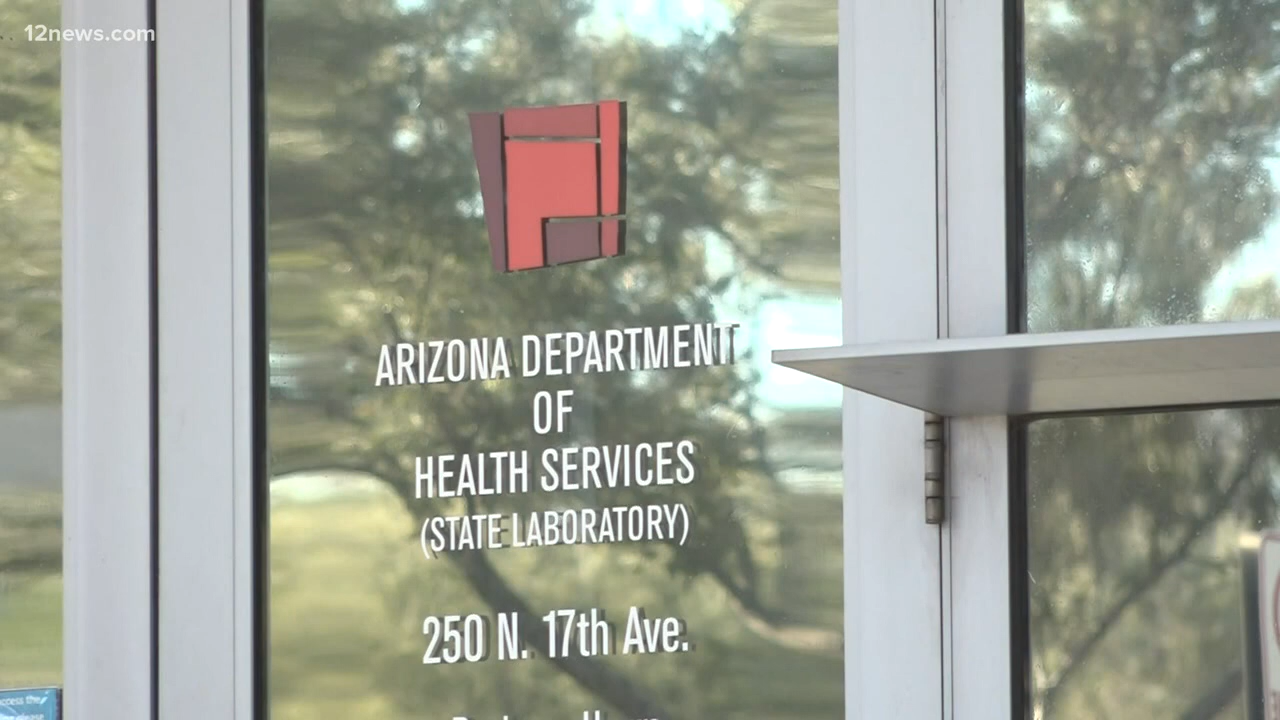 12news.com
ARIZONA DEPARTMENT
OF
HEALTH SERVICES
(STATE LABORATORY)
250 N. 17th Ave.